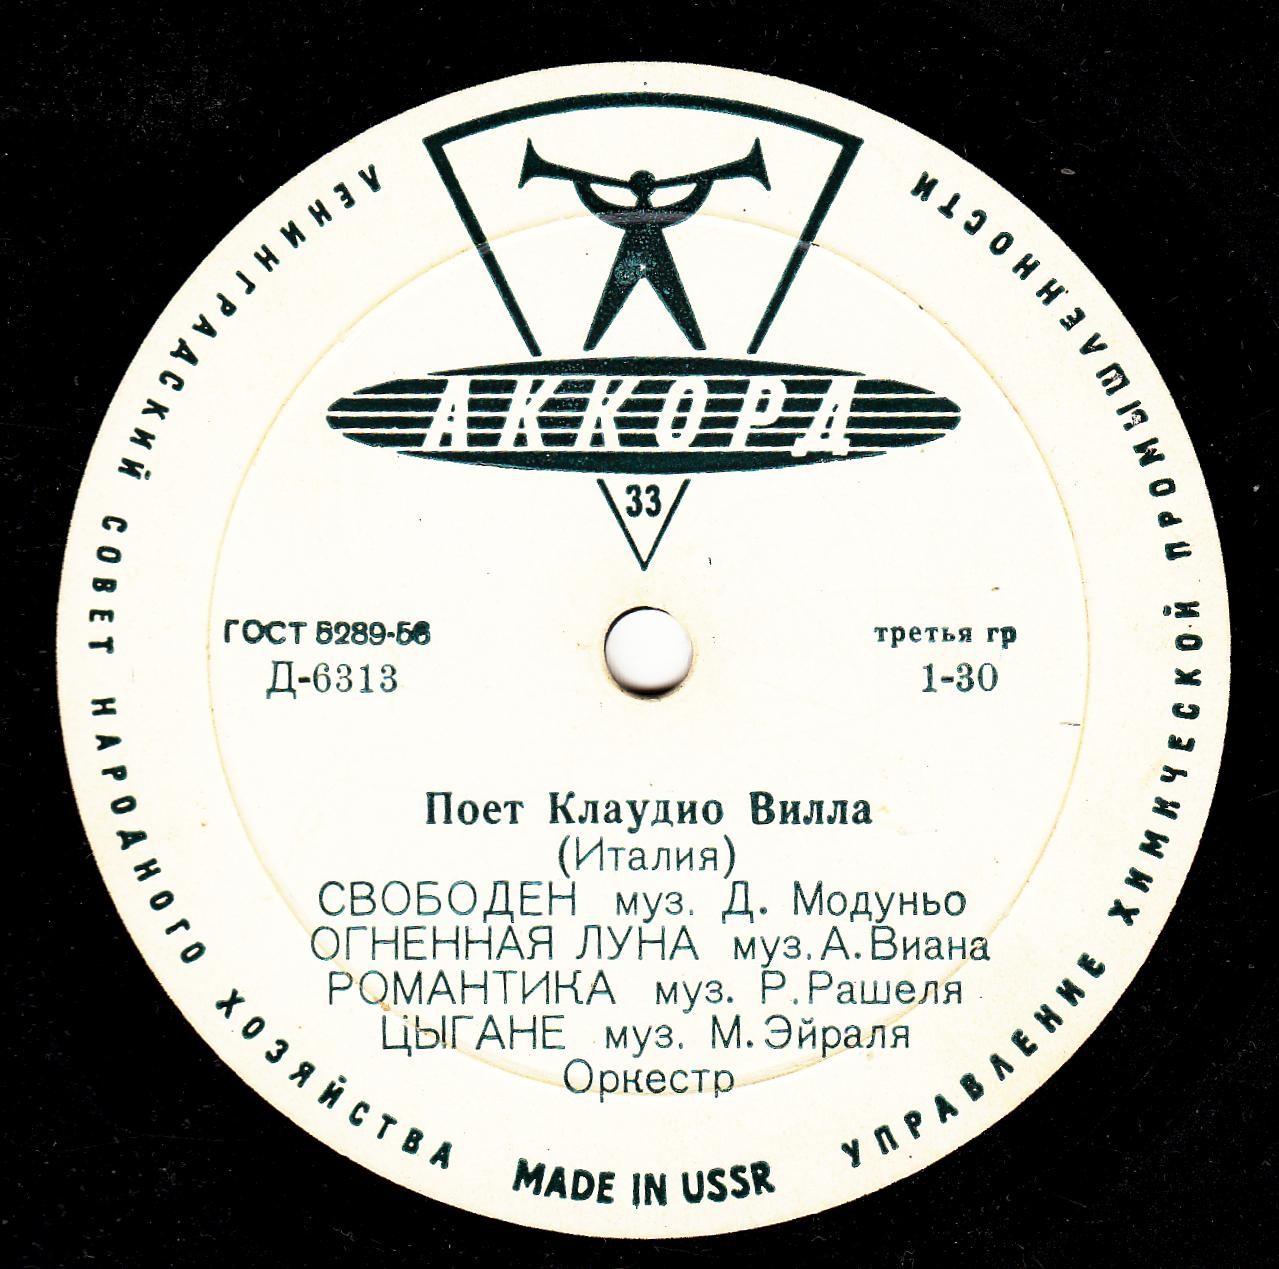 ЛЕНИНГРАДСКИЙ СОВЕТ НАРОДНОГО ХОЗЯЙСТВА
УПРАВЛЕНИЕ ХИМИЧЕСКОЙ ПРОМЫШЛЕННОСТИ
АККОРД
33
ГОСТ 5289-56
Д-6313
третья гр
1-30
Поет Клаудио Вилла
(Италия)
СВОБОДЕН муз. Д. Модуньо
ОГНЕННАЯ ЛУНА муз. А. Виана
РОМАНТИКА муз. Р. Рашеля
ЦЫГАНЕ муз. М. Эйраля
Оркестр
MADE IN USSR